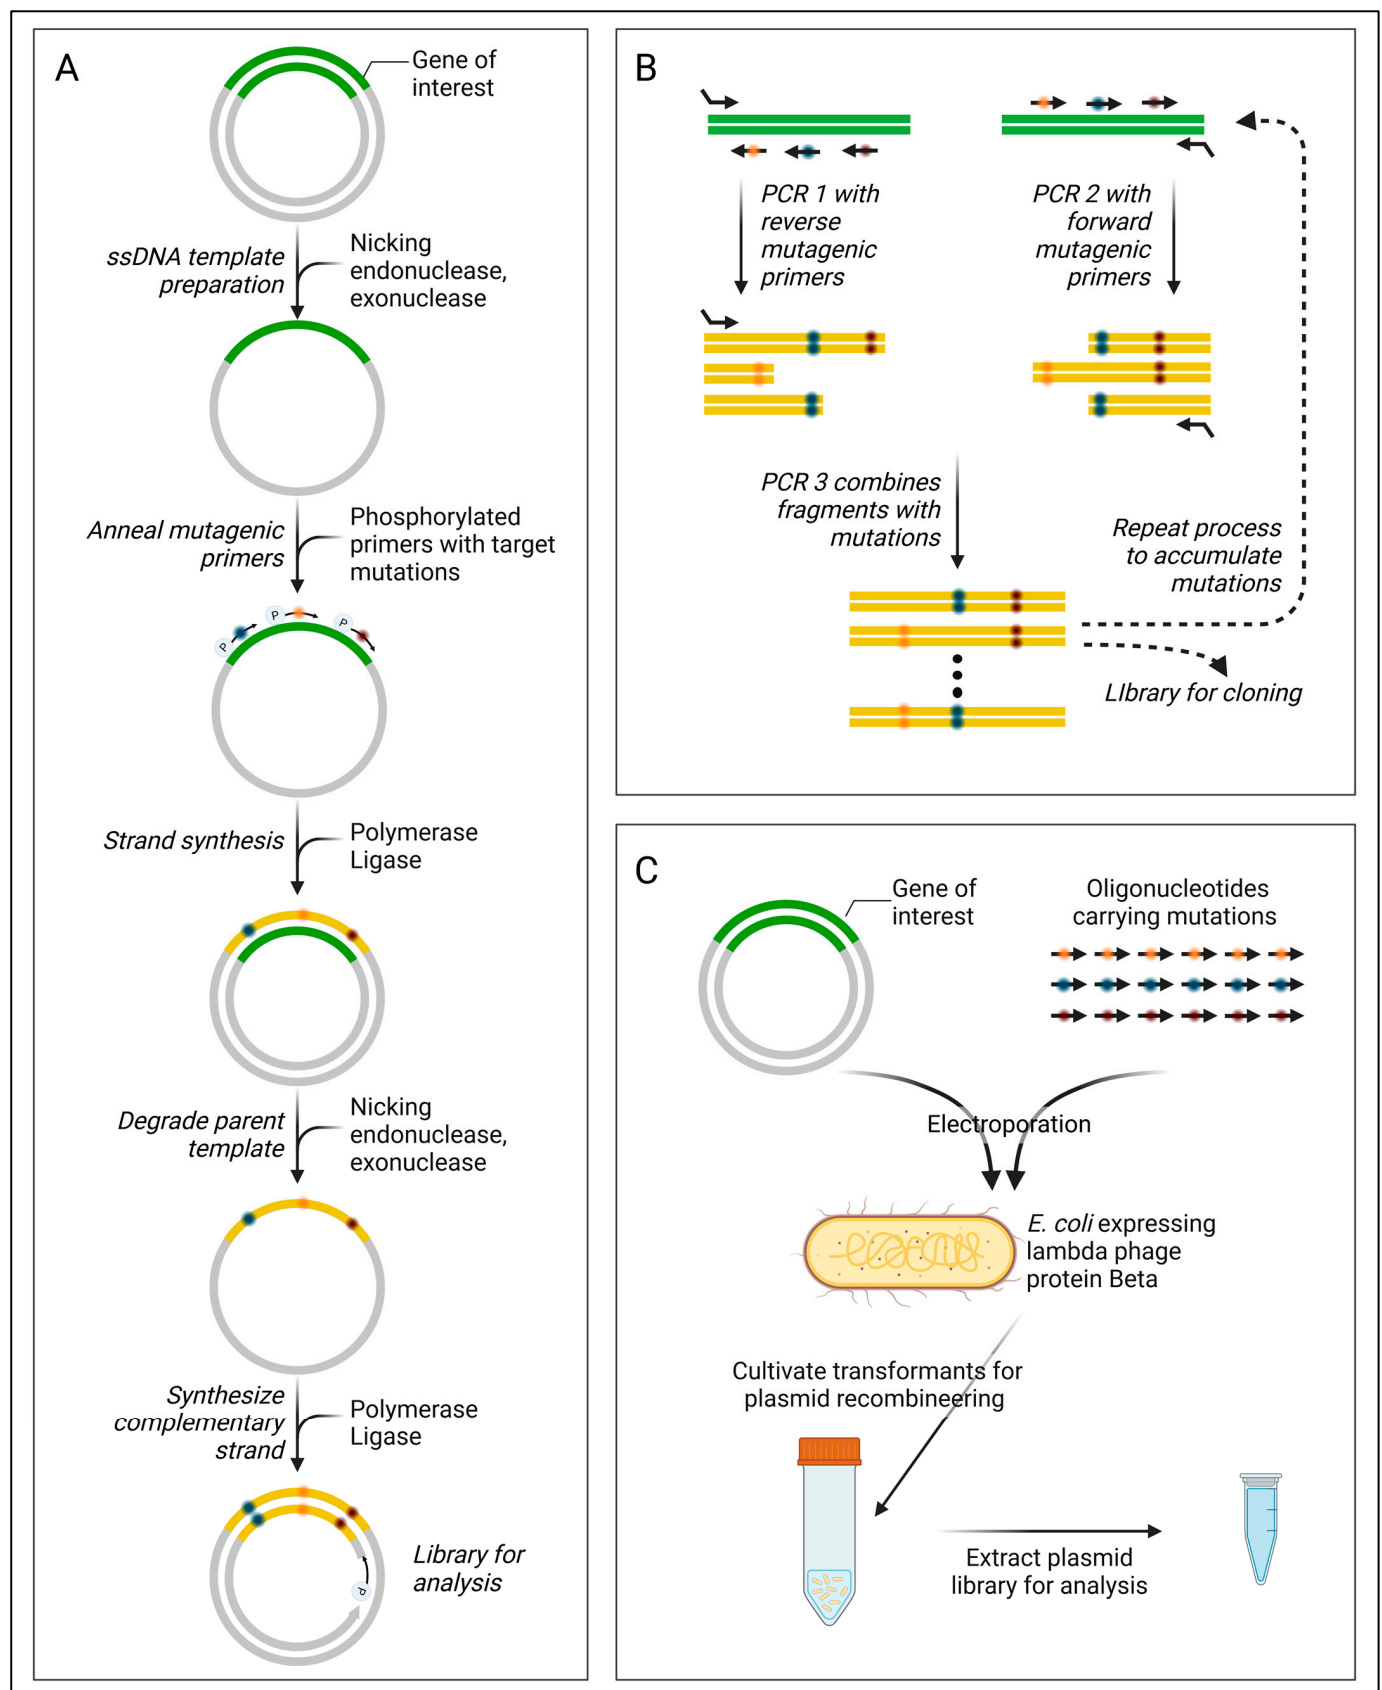 A
Gene of
interest
ssDNA template
preparation
Nicking
endonuclease,
exonuclease
Anneal mutagenic
primers
Phosphorylated
primers with target
mutations
P
P
P
Strand synthesis
Polymerase
Ligase
Degrade parent
template
Nicking
endonuclease,
exonuclease
Synthesize
complementary
strand
Polymerase
Ligase
P
Library for
analysis
B
PCR 1 with
reverse
mutagenic
primers
PCR 2 with
forward
mutagenic
primers
PCR 3 combines
fragments with
mutations
Repeat process
to accumulate
mutations
LIbrary for cloning
C
Gene of
interest
Oligonucleotides
carrying mutations
Electroporation
E. coli expressing
lambda phage
protein Beta
Cultivate transformants for
plasmid recombineering
Extract plasmid
library for analysis